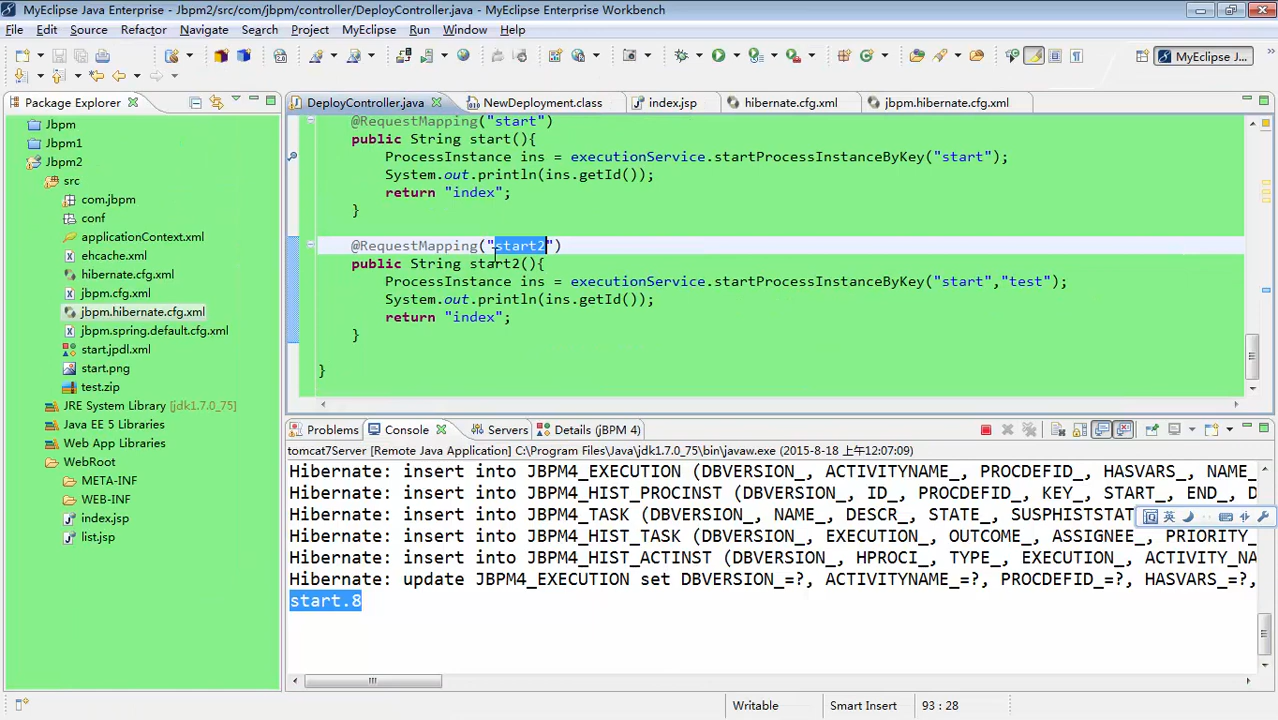 MyEclipse Java Enterprise - Jbpm2/src/com/jbpm/controller/DeployController.java - MyEclipse Enterprise Workbench
File Edit Source Refactor Navigate Search Project MyEclipse Run Window Help
MyEclipse J...
Package Explorer
DeployController.java NewDeployment.class index.jsp hibernate.cfg.xml jbpm.hibernate.cfg.xml
Jbpm
Jbpm1
Jbpm2
src
com.jbpm
conf
applicationContext.xml
ehcache.xml
hibernate.cfg.xml
jbpm.cfg.xml
jbpm.hibernate.cfg.xml
jbpm.spring.default.cfg.xml
start.jpdl.xml
start.png
test.zip
JRE System Library [jdk1.7.0_75]
Java EE 5 Libraries
Web App Libraries
WebRoot
META-INF
WEB-INF
index.jsp
list.jsp
@RequestMapping("start")
public String start(){
ProcessInstance ins = executionService.startProcessInstanceByKey("start");
System.out.println(ins.getId());
return "index";
}
@RequestMapping("start2")
public String start2(){
ProcessInstance ins = executionService.startProcessInstanceByKey("start","test");
System.out.println(ins.getId());
return "index";
}
}
Problems Console Servers Details (jBPM 4)
tomcat7Server [Remote Java Application] C:\Program Files\Java\jdk1.7.0_75\bin\javaw.exe (2015-8-18 上午12:07:09)
Hibernate: insert into JBPM4_EXECUTION (DBVERSION_, ACTIVITYNAME_, PROCDEFID_, HASVARS_, NAME_
Hibernate: insert into JBPM4_HIST_PROCINST (DBVERSION_, ID_, PROCDEFID_, KEY_, START_, END_, D
Hibernate: insert into JBPM4_TASK (DBVERSION_, NAME_, DESCR_, STATE_, SUSPHISTSTAT
英
Hibernate: insert into JBPM4_HIST_TASK (DBVERSION_, EXECUTION_, OUTCOME_, ASSIGNEE_, PRIORITY_
Hibernate: insert into JBPM4_HIST_ACTINST (DBVERSION_, HPROCI_, TYPE_, EXECUTION_, ACTIVITY_NA
Hibernate: update JBPM4_EXECUTION set DBVERSION_=?, ACTIVITYNAME_=?, PROCDEFID_=?, HASVARS_=?,
start.8
Writable Smart Insert 93 : 28